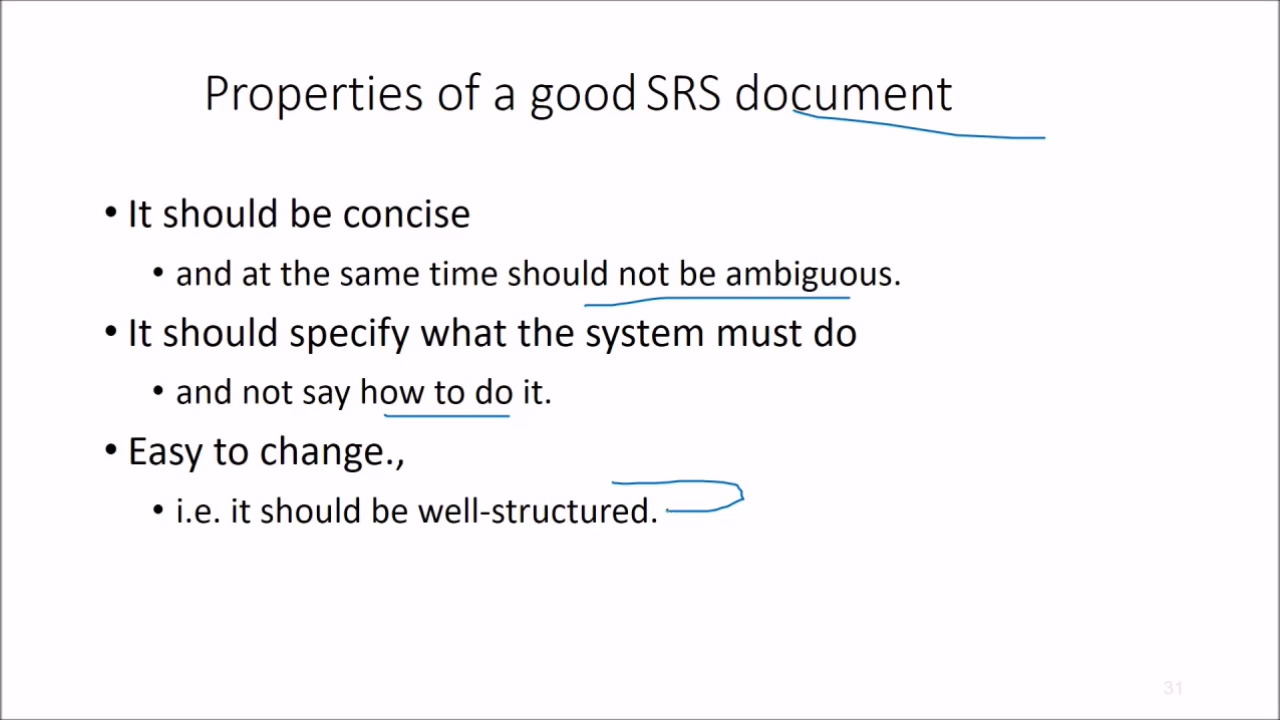 Properties of a good SRS document
• It should be concise
• and at the same time should not be ambiguous.
• It should specify what the system must do
• and not say how to do it.
• Easy to change.,
• i.e. it should be well-structured.
31